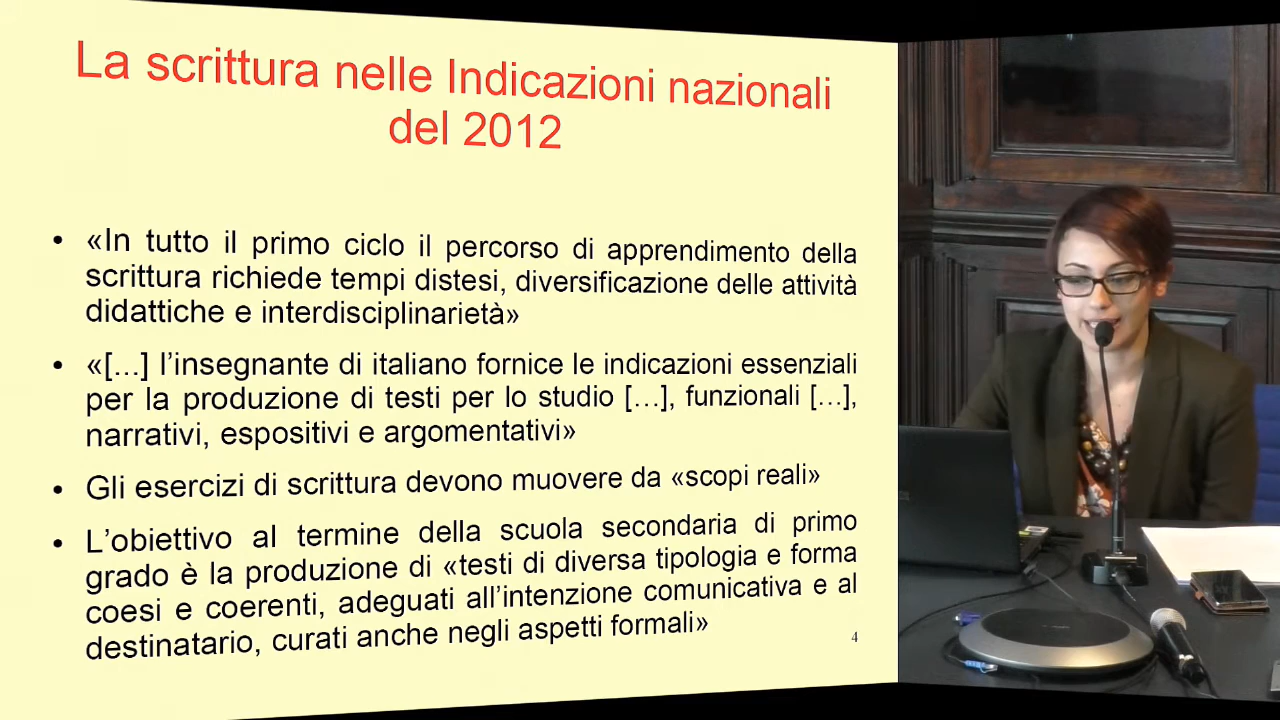 La scrittura nelle Indicazioni nazionali
del 2012
• «In tutto il primo ciclo il percorso di apprendimento della
scrittura richiede tempi distesi, diversificazione delle attività
didattiche e interdisciplinarietà»
• «[...] l’insegnante di italiano fornice le indicazioni essenziali
per la produzione di testi per lo studio [...], funzionali [...],
narrativi, espositivi e argomentativi»
• Gli esercizi di scrittura devono muovere da «scopi reali»
• L’obiettivo al termine della scuola secondaria di primo
grado è la produzione di «testi di diversa tipologia e forma
coesi e coerenti, adeguati all’intenzione comunicativa e al
destinatario, curati anche negli aspetti formali»
4